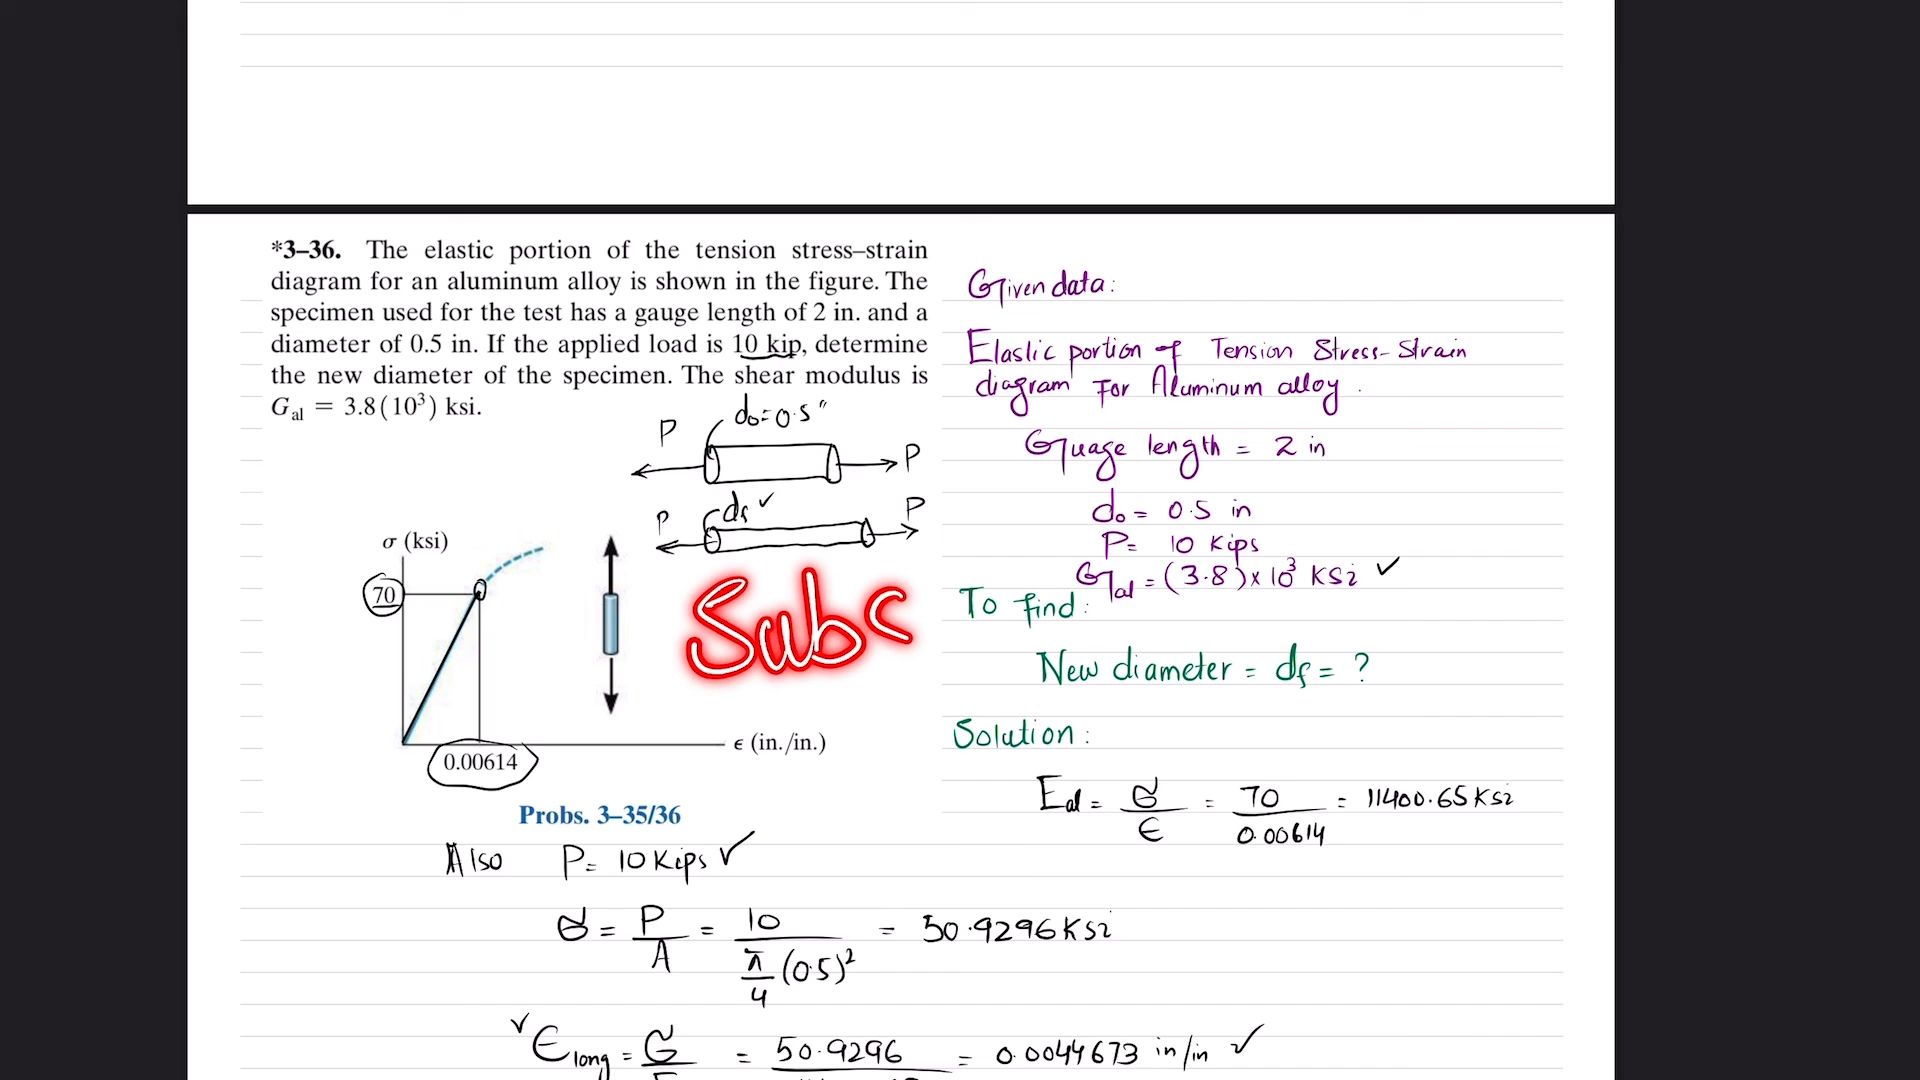 *3–36. The elastic portion of the tension stress–strain
diagram for an aluminum alloy is shown in the figure. The
specimen used for the test has a gauge length of 2 in. and a
diameter of 0.5 in. If the applied load is 10 kip, determine
the new diameter of the specimen. The shear modulus is
G_al = 3.8(10³) ksi.
d₀=0.5"
P
P
df ✓
P
P
σ (ksi)
70
0.00614
ϵ (in./in.)
Probs. 3–35/36
Subc
Given data:
Elastic portion of Tension Stress-Strain
diagram For Aluminum alloy.
Guage length = 2 in
d₀ = 0.5 in
P= 10 Kips
G_al = (3.8)×10³ KSi ✓
To find:
New diameter = df = ?
Solution:
E_al = σ/ϵ = 70/0.00614 = 11400.65 KSi
Also P= 10 Kips ✓
σ = P/A = 10/(π/4 (0.5)²) = 50.9296 KSi
✓ ϵ_long = σ = 50.9296 = 0.0044673 in/in ✓